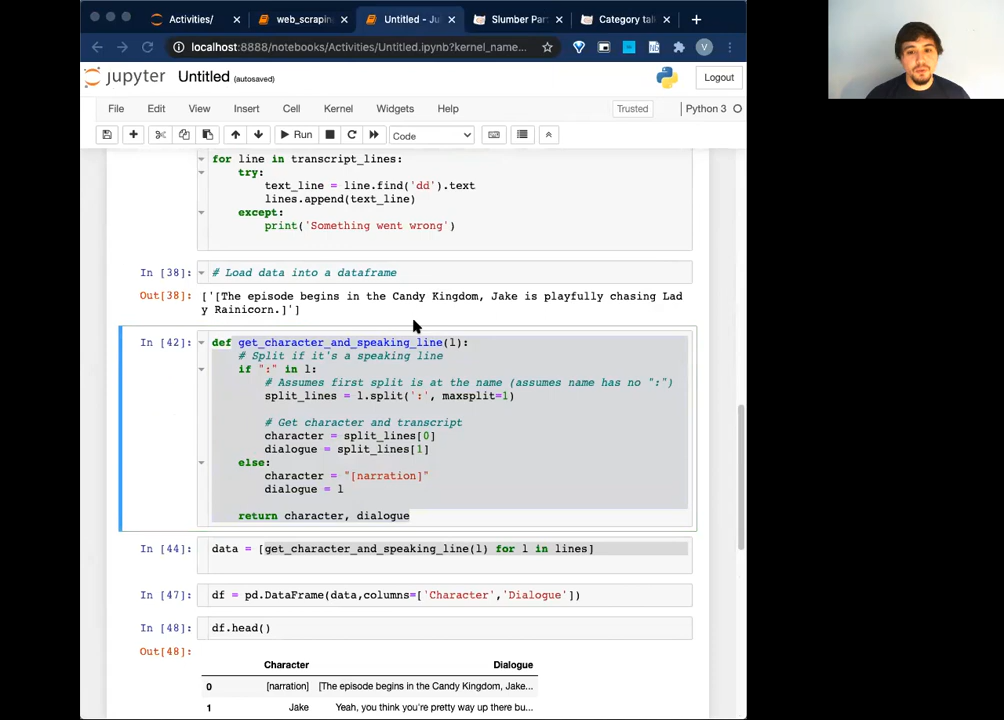 Activities/
web_scrapin
Untitled - Ju
Slumber Par
Category tal
localhost:8888/notebooks/Activities/Untitled.ipynb?kernel_name...
V
jupyter Untitled (autosaved)
Logout
File Edit View Insert Cell Kernel Widgets Help
Trusted
Python 3
Run
Code
for line in transcript_lines:
try:
text_line = line.find('dd').text
lines.append(text_line)
except:
print('Something went wrong')
In [38]: # Load data into a dataframe
Out[38]: ['[The episode begins in the Candy Kingdom, Jake is playfully chasing Lad
y Rainicorn.]']
In [42]: def get_character_and_speaking_line(l):
# Split if it's a speaking line
if ":" in l:
# Assumes first split is at the name (assumes name has no ":")
split_lines = l.split(':', maxsplit=1)
# Get character and transcript
character = split_lines[0]
dialogue = split_lines[1]
else:
character = "[narration]"
dialogue = l
return character, dialogue
In [44]: data = [get_character_and_speaking_line(l) for l in lines]
In [47]: df = pd.DataFrame(data,columns=['Character','Dialogue'])
In [48]: df.head()
Out[48]:
Character Dialogue
0 [narration] [The episode begins in the Candy Kingdom, Jake...
1 Jake Yeah, you think you're pretty way up there bu...